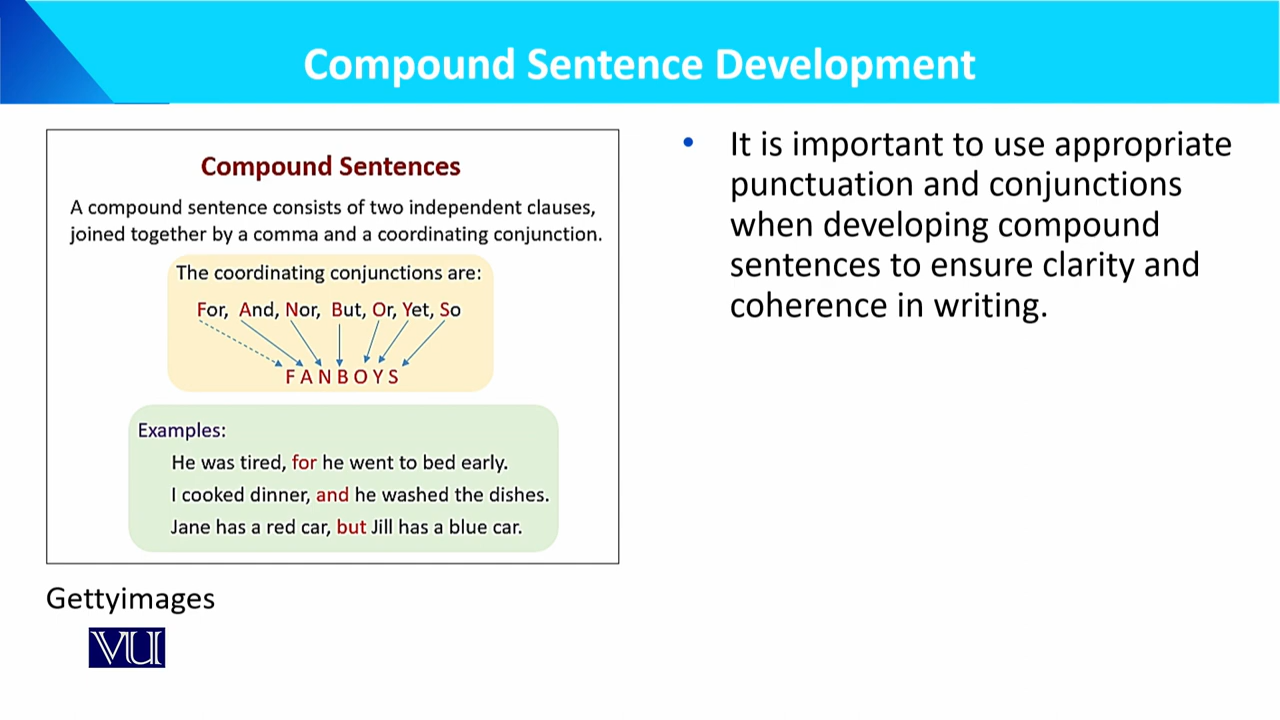 Compound Sentence Development
Compound Sentences
A compound sentence consists of two independent clauses,
joined together by a comma and a coordinating conjunction.
The coordinating conjunctions are:
For, And, Nor, But, Or, Yet, So
F A N B O Y S
Examples:
He was tired, for he went to bed early.
I cooked dinner, and he washed the dishes.
Jane has a red car, but Jill has a blue car.
Gettyimages
VU
• It is important to use appropriate
punctuation and conjunctions
when developing compound
sentences to ensure clarity and
coherence in writing.